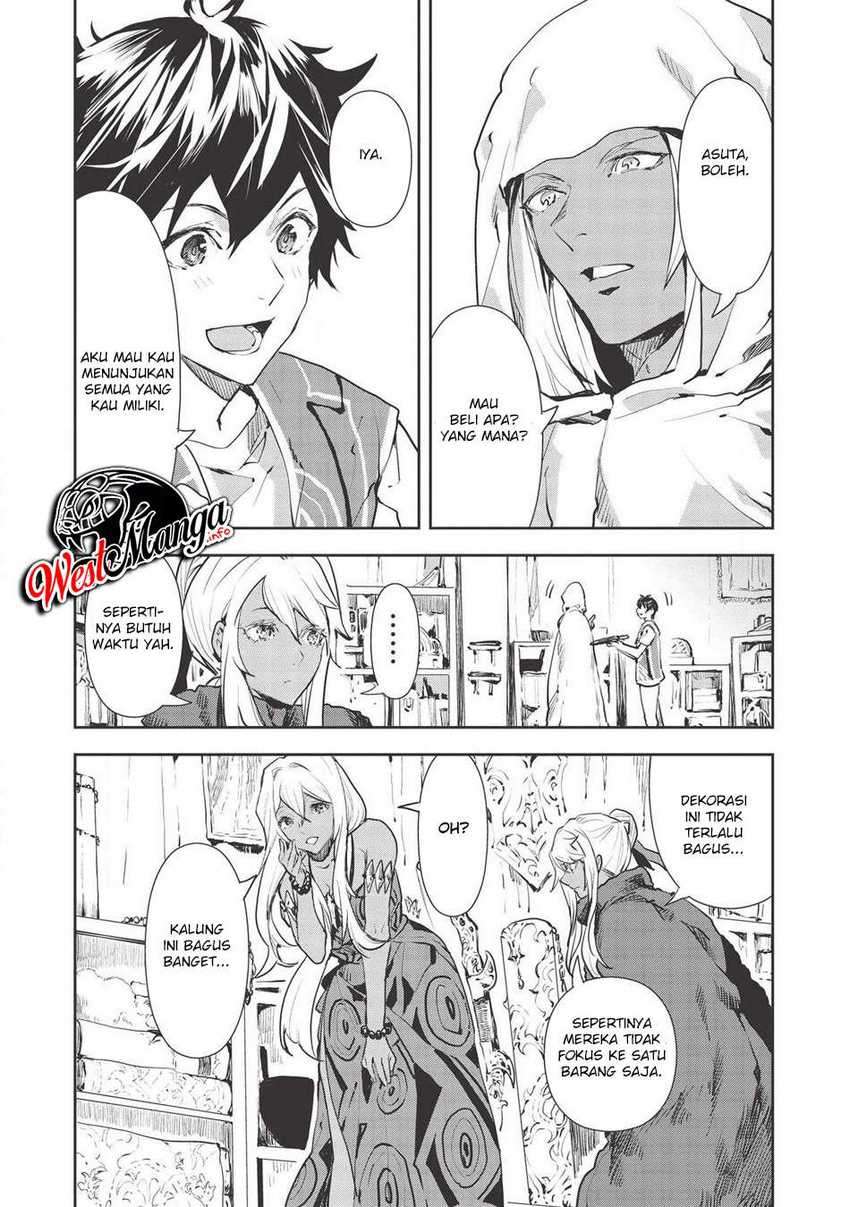 ASUTA,
BOLEH.
MAU
BELI APA?
YANG MANA?
IYA.
AKU MAU KAU
MENUNJUKAN
SEMUA YANG
KAU MILIKI.
WestManga
.info
......
SEPERTI-
NYA BUTUH
WAKTU YAH.
DEKORASI
INI TIDAK
TERLALU
BAGUS...
OH?
KALUNG
INI BAGUS
BANGET...
SEPERTINYA
MEREKA TIDAK
FOKUS KE SATU
BARANG SAJA.